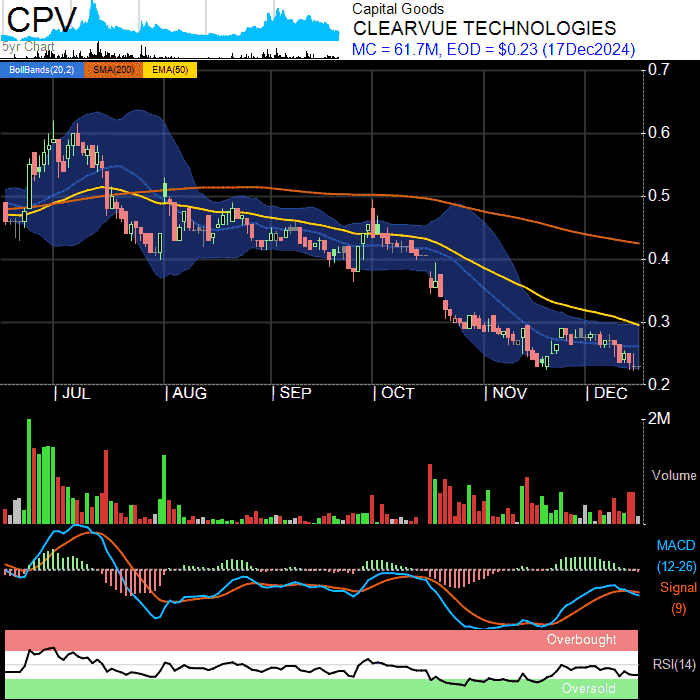 CPV
5yr Chart
Capital Goods
CLEARVUE TECHNOLOGIES
MC = 61.7M, EOD = $0.23 (17Dec2024)
BollBands(20,2) SMA(200) EMA(50)
0.7
0.6
0.5
0.4
0.3
0.2
| JUL | AUG | SEP | OCT | NOV | DEC
2M
Volume
MACD
(12-26)
Signal
(9)
Overbought
RSI(14)
Oversold